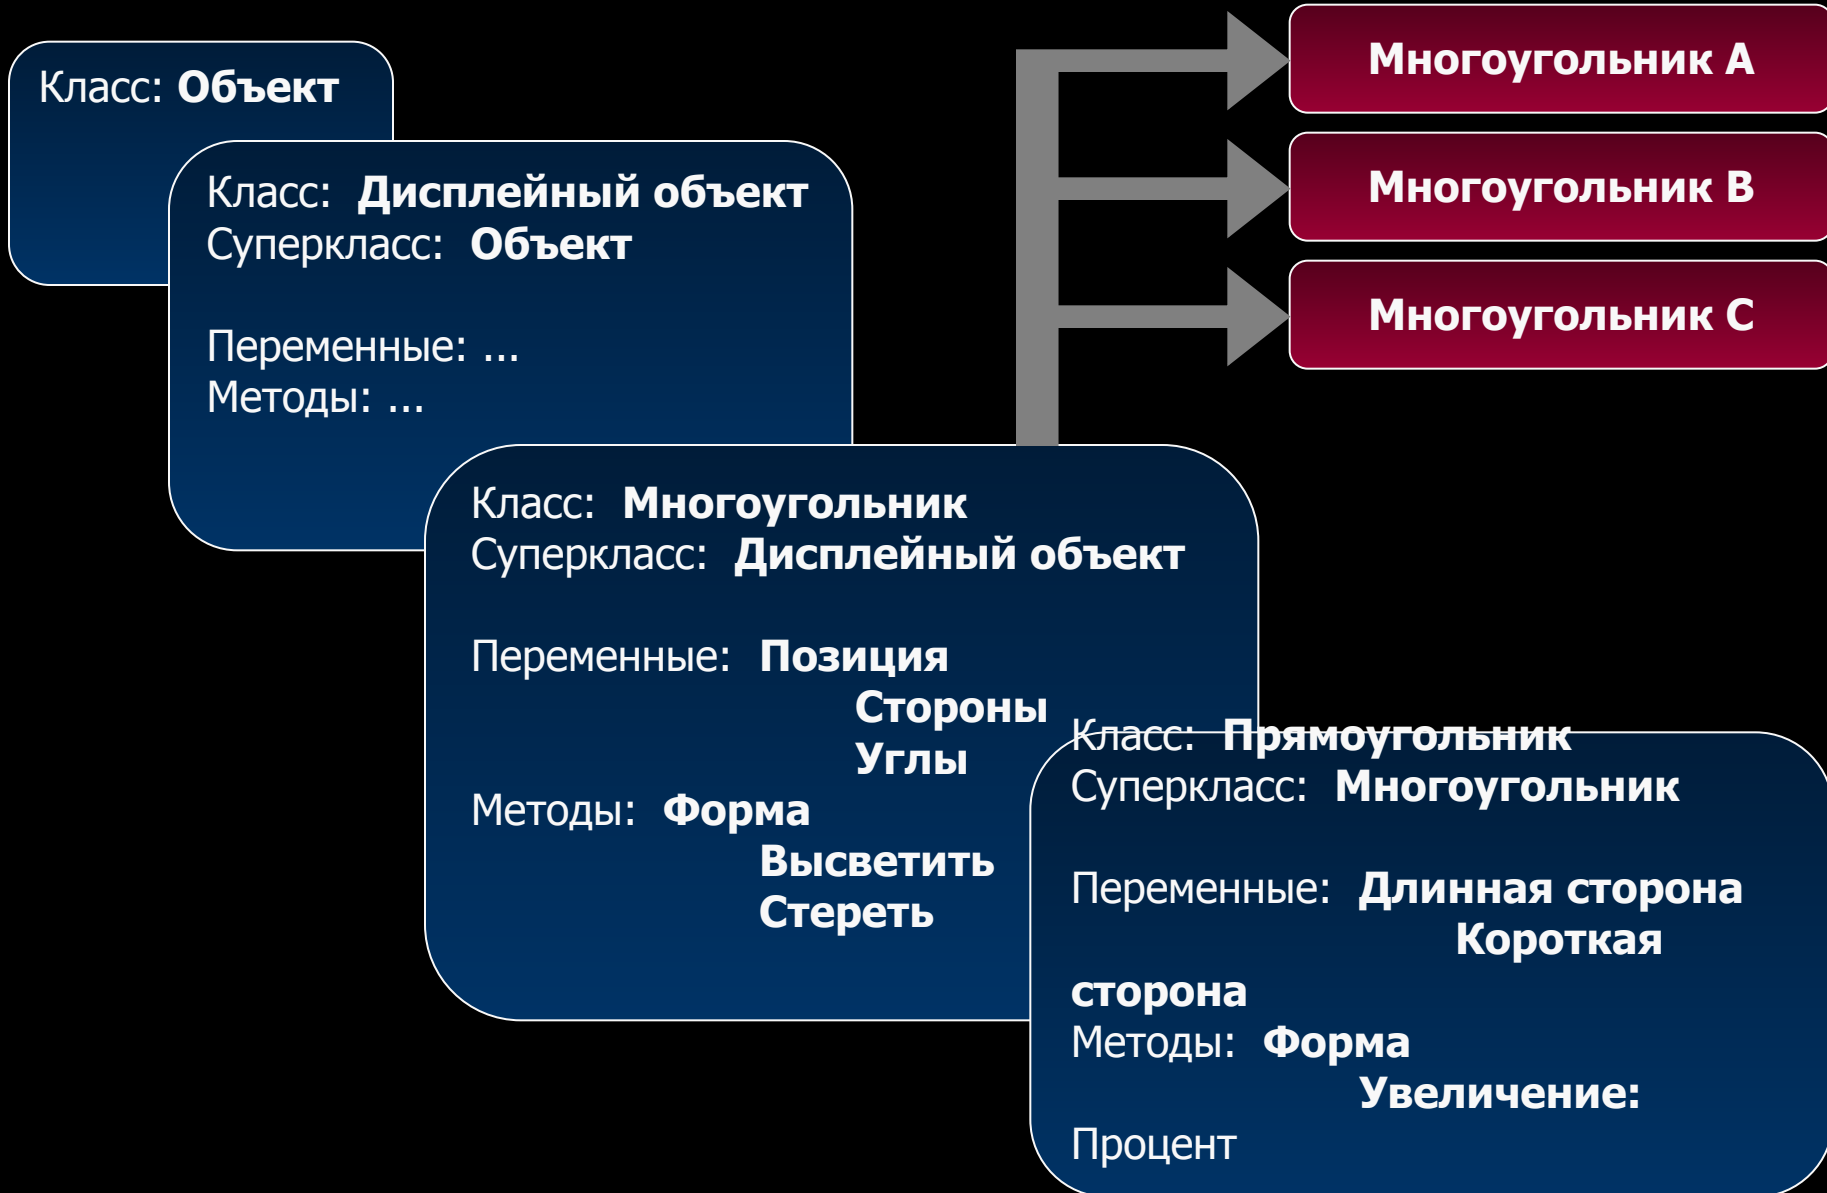 Класс: Объект
Класс: Дисплейный объект
Суперкласс: Объект
Переменные: ...
Методы: ...
Многоугольник A
Многоугольник B
Многоугольник C
Класс: Многоугольник
Суперкласс: Дисплейный объект
Переменные: Позиция
Стороны
Углы
Методы: Форма
Высветить
Стереть
Класс: Прямоугольник
Суперкласс: Многоугольник
Переменные: Длинная сторона
Короткая
сторона
Методы: Форма
Увеличение:
Процент